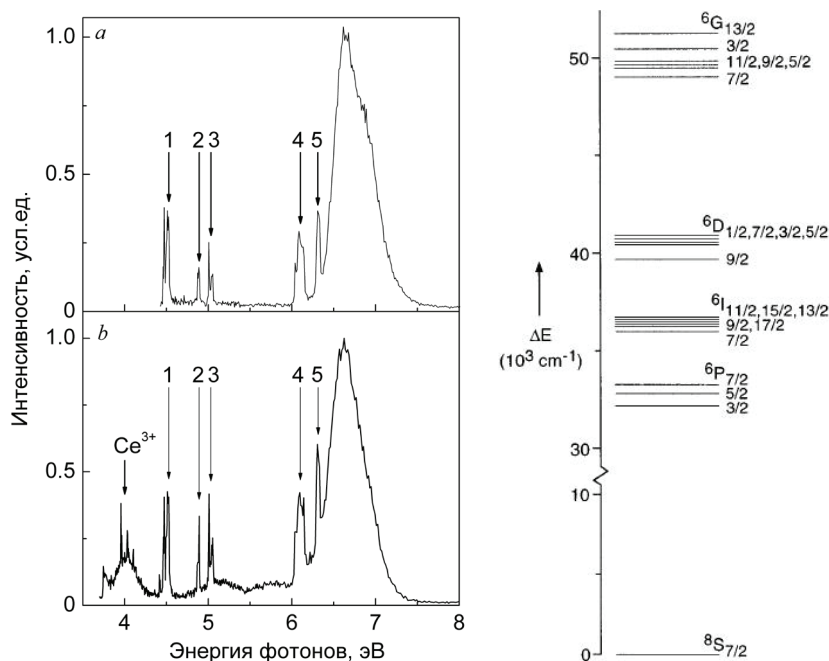 a
1.0
0.5
0
1
2
3
4
5
b
1.0
0.5
0
Ce³⁺
1
2
3
4
5
4
5
6
7
8
Интенсивность, усл.ед.
Энергия фотонов, эВ
⁶G₁₃/₂
3/2
11/2,9/2,5/2
7/2
50
⁶D₁/₂,₇/₂,₃/₂,₅/₂
9/2
40
⁶I₁₁/₂,₁₅/₂,₁₃/₂
9/2,17/2
7/2
ΔE
(10³ cm⁻¹)
⁶P₇/₂
5/2
3/2
30
10
⁸S₇/₂
0